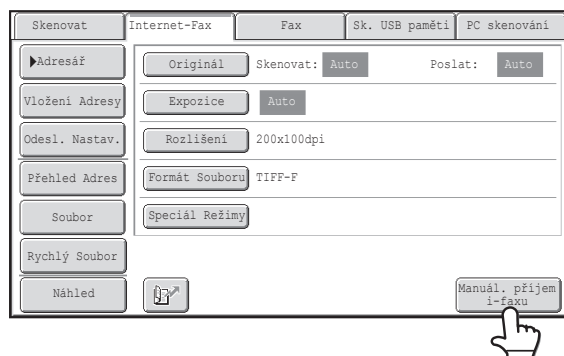 Skenovat
Internet-Fax
Fax
Sk. USB paměti
PC skenování
Adresář
Originál
Skenovat:
Auto
Poslat:
Auto
Vložení Adresy
Expozice
Auto
Odesl. Nastav.
Rozlišení
200x100dpi
Přehled Adres
Formát Souboru
TIFF-F
Soubor
Speciál Režimy
Rychlý Soubor
Náhled
Manuál. příjem
i-faxu